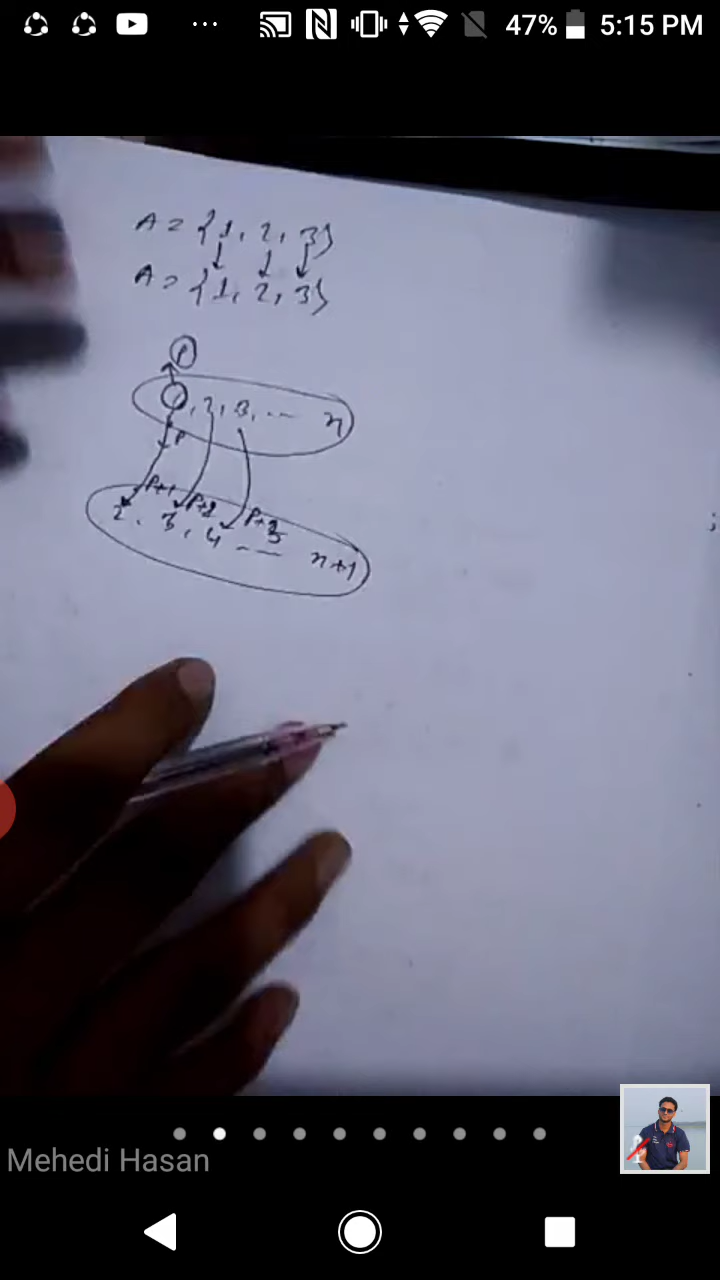 47% 5:15 PM
A = {1, 2, 3}
A = {1, 2, 3}
P
1, 2, 3, ... n
P
P+1 P+2 P+3
2, 3, 4 -- n+1
Mehedi Hasan